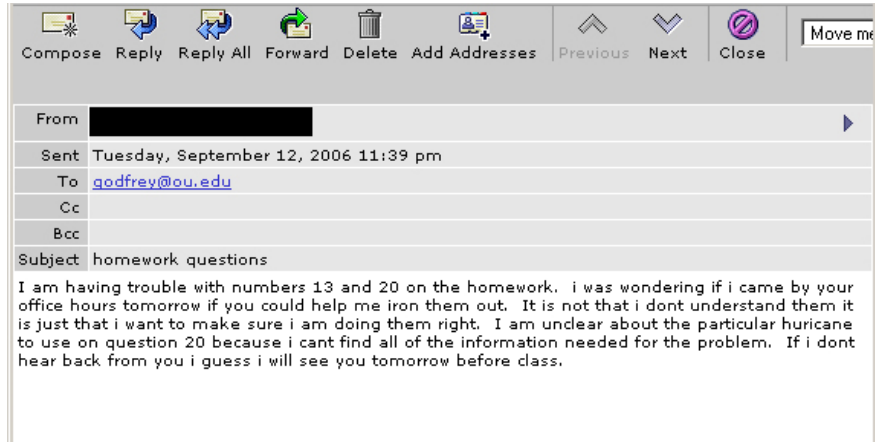 Compose Reply Reply All Forward Delete Add Addresses Previous Next Close Move me
From
Sent Tuesday, September 12, 2006 11:39 pm
To godfrey@ou.edu
Cc
Bcc
Subject homework questions
I am having trouble with numbers 13 and 20 on the homework.  i was wondering if i came by your
office hours tomorrow if you could help me iron them out.  It is not that i dont understand them it
is just that i want to make sure i am doing them right.  I am unclear about the particular huricane
to use on question 20 because i cant find all of the information needed for the problem.  If i dont
hear back from you i guess i will see you tomorrow before class.